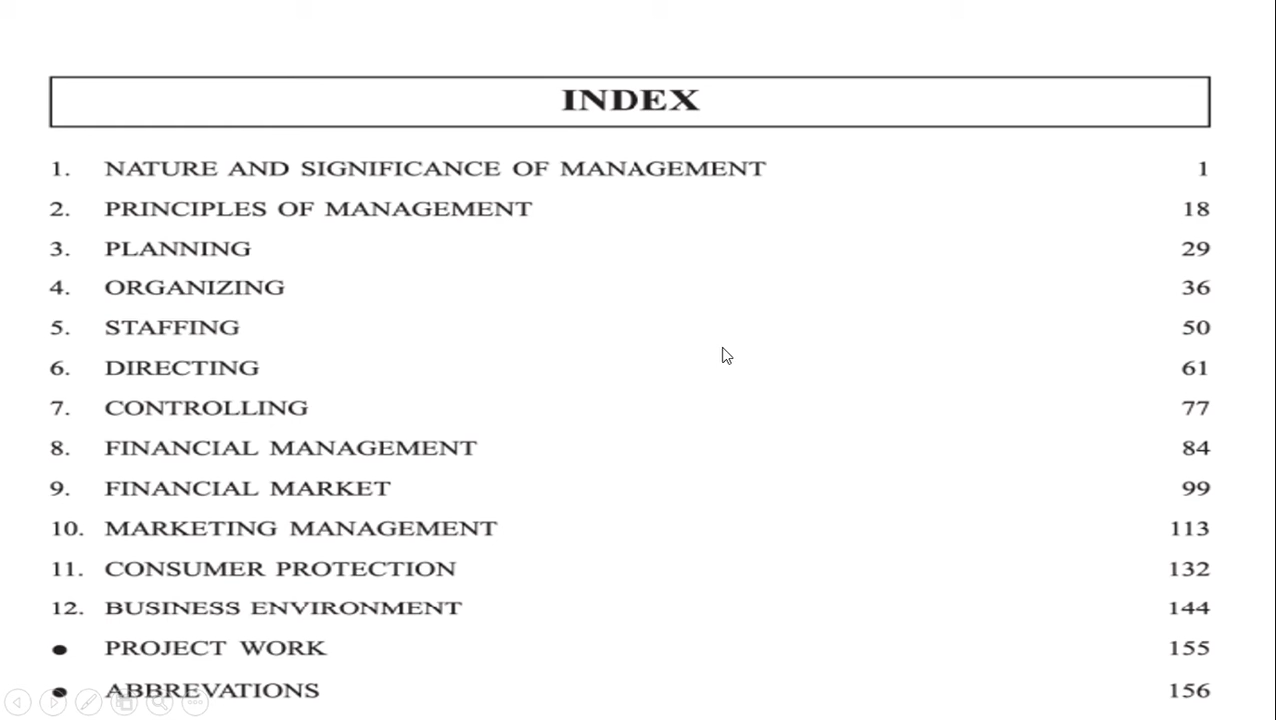 INDEX
1. NATURE AND SIGNIFICANCE OF MANAGEMENT 1
2. PRINCIPLES OF MANAGEMENT 18
3. PLANNING 29
4. ORGANIZING 36
5. STAFFING 50
6. DIRECTING 61
7. CONTROLLING 77
8. FINANCIAL MANAGEMENT 84
9. FINANCIAL MARKET 99
10. MARKETING MANAGEMENT 113
11. CONSUMER PROTECTION 132
12. BUSINESS ENVIRONMENT 144
● PROJECT WORK 155
● ABBREVATIONS 156